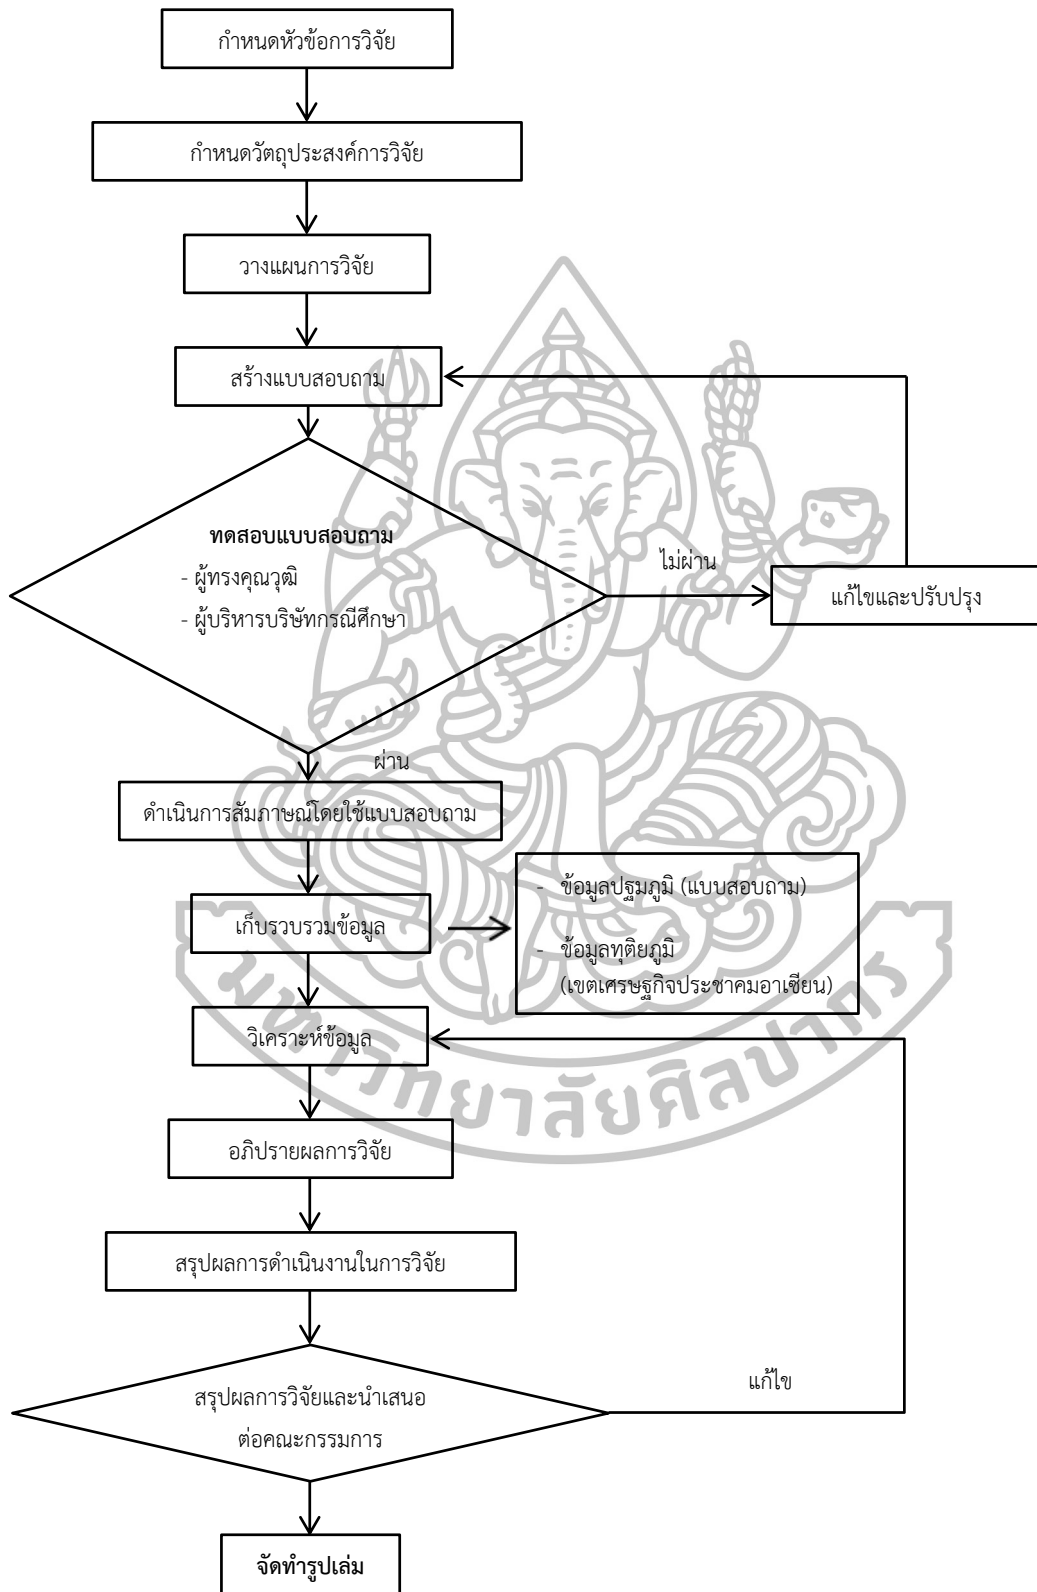 กำหนดหัวข้อการวิจัย
กำหนดวัตถุประสงค์การวิจัย
วางแผนการวิจัย
สร้างแบบสอบถาม
ทดสอบแบบสอบถาม
- ผู้ทรงคุณวุฒิ
- ผู้บริหารบริษัทกรณีศึกษา
ไม่ผ่าน
แก้ไขและปรับปรุง
ผ่าน
ดำเนินการสัมภาษณ์โดยใช้แบบสอบถาม
เก็บรวบรวมข้อมูล
- ข้อมูลปฐมภูมิ (แบบสอบถาม)
- ข้อมูลทุติยภูมิ
(เขตเศรษฐกิจประชาคมอาเซียน)
วิเคราะห์ข้อมูล
อภิปรายผลการวิจัย
สรุปผลการดำเนินงานในการวิจัย
สรุปผลการวิจัยและนำเสนอ
ต่อคณะกรรมการ
แก้ไข
จัดทำรูปเล่ม
มหาวิทยาลัยศิลปากร